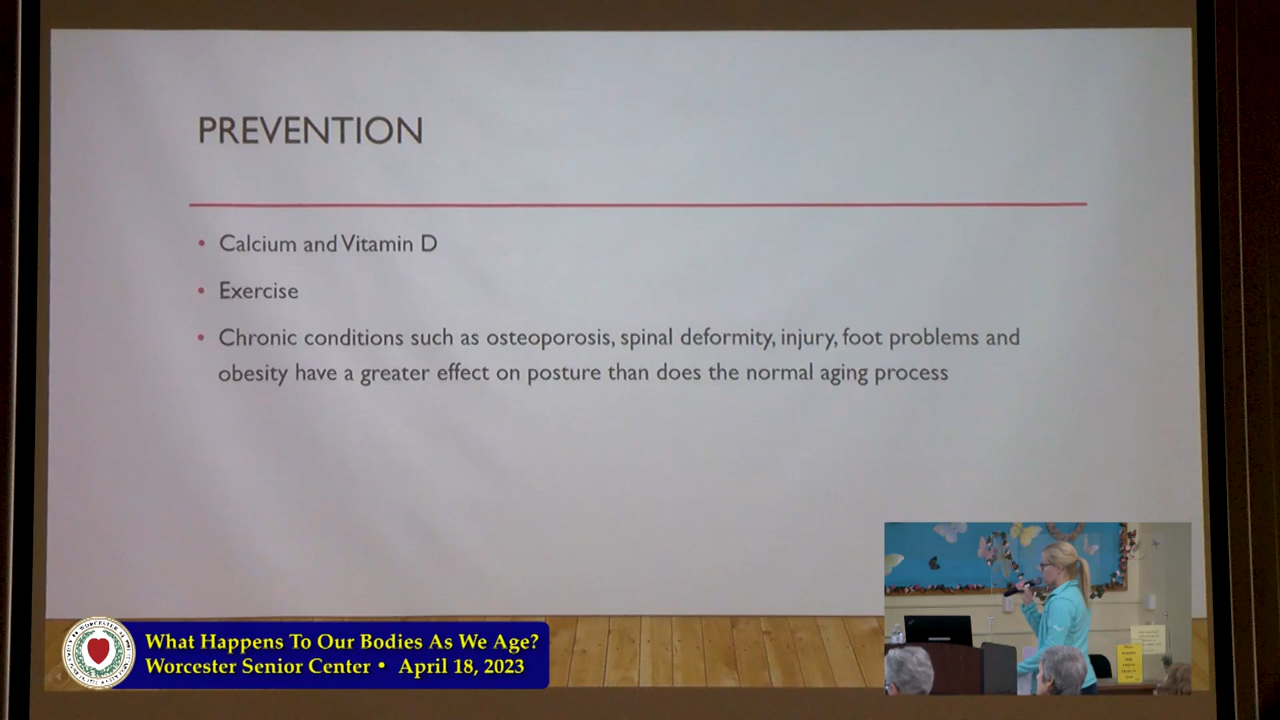 PREVENTION
• Calcium and Vitamin D
• Exercise
• Chronic conditions such as osteoporosis, spinal deformity, injury, foot problems and
obesity have a greater effect on posture than does the normal aging process
What Happens To Our Bodies As We Age?
Worcester Senior Center • April 18, 2023